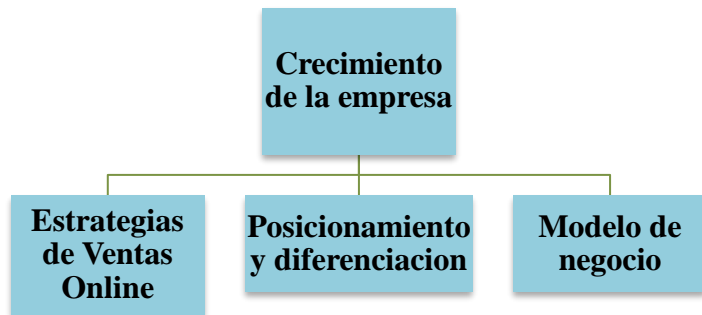 Crecimiento
de la empresa
Estrategias
de Ventas
Online
Posicionamiento
y diferenciacion
Modelo de
negocio